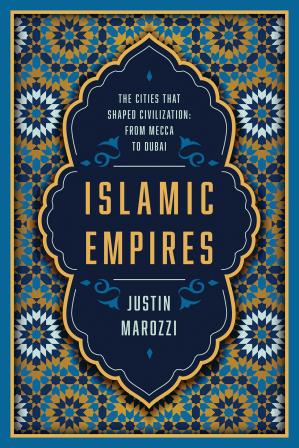 THE CITIES THAT
SHAPED CIVILIZATION:
FROM MECCA
TO DUBAI
ISLAMIC
EMPIRES
JUSTIN
MAROZZI